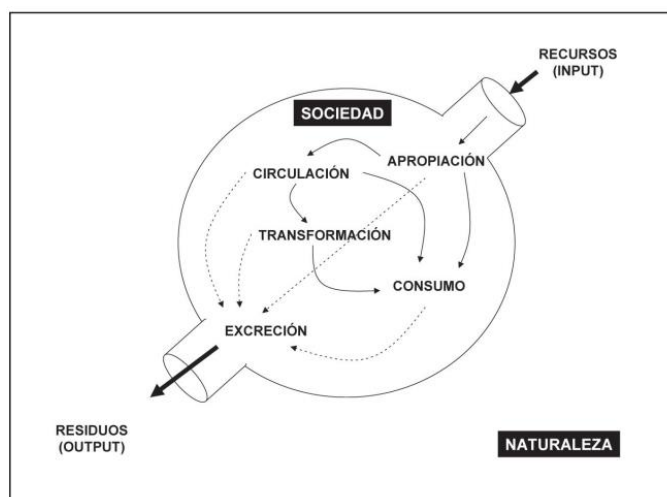 RECURSOS
(INPUT)
SOCIEDAD
APROPIACIÓN
CIRCULACIÓN
TRANSFORMACIÓN
CONSUMO
EXCRECIÓN
RESIDUOS
(OUTPUT)
NATURALEZA